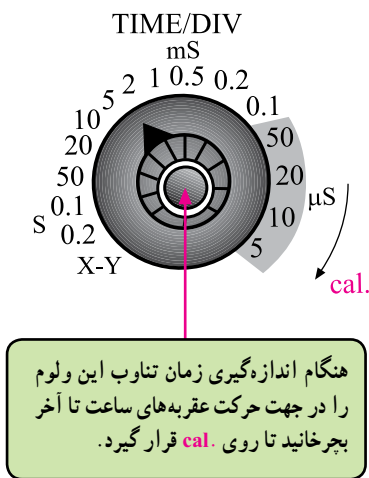 TIME/DIV
mS
0.2 0.1 S 50 20 10 5 2 1 0.5 0.2 0.1
50 20 10 5 μS
X-Y
cal.
هنگام اندازه‌گیری زمان تناوب این ولوم
را در جهت حرکت عقربه‌های ساعت تا آخر
بچرخانید تا روی .cal قرار گیرد.